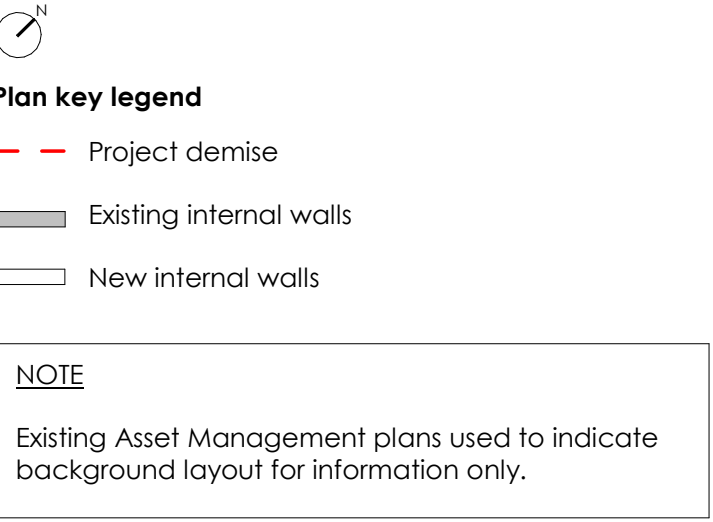 N
Plan key legend
Project demise
Existing internal walls
New internal walls
NOTE
Existing Asset Management plans used to indicate
background layout for information only.